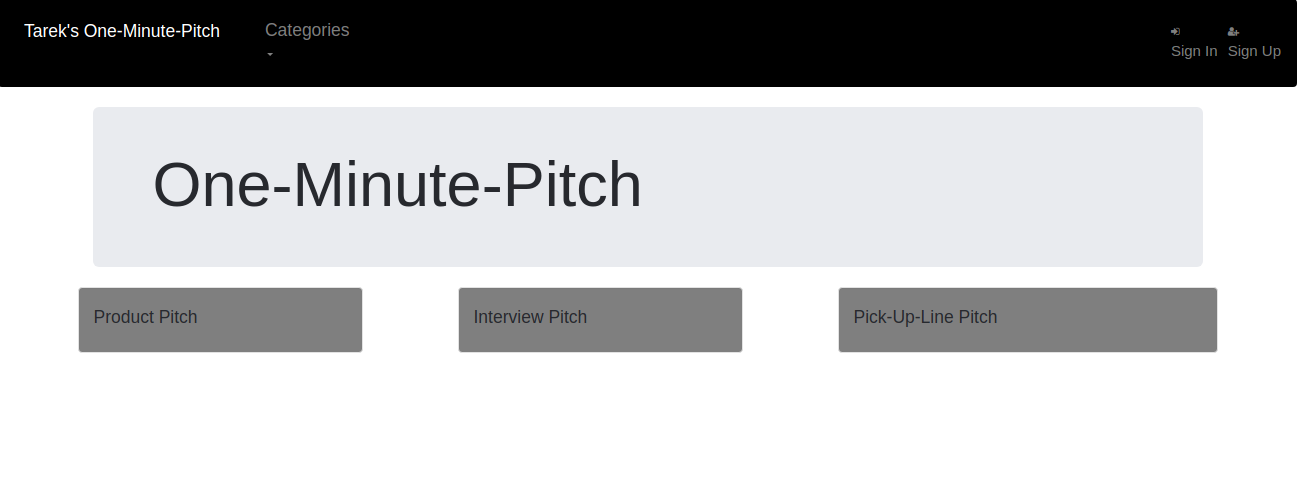 Tarek's One-Minute-Pitch
Categories
Sign In
Sign Up
One-Minute-Pitch
Product Pitch
Interview Pitch
Pick-Up-Line Pitch